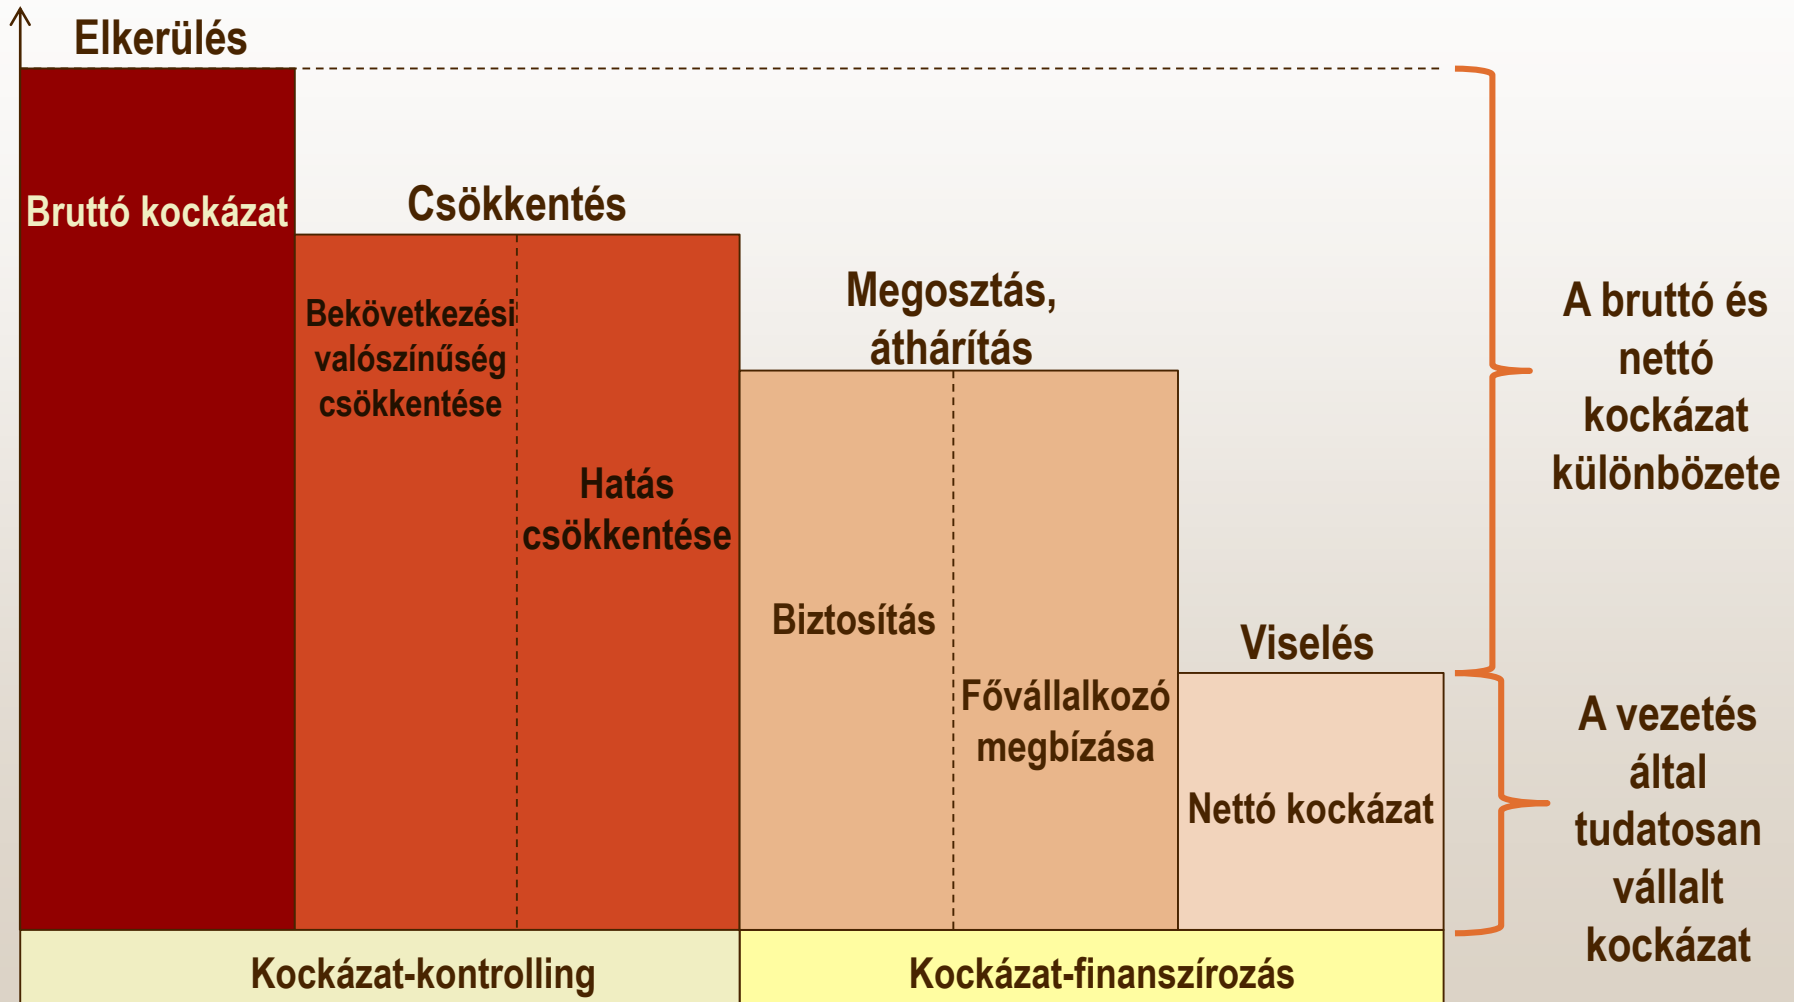 Elkerülés
Bruttó kockázat
Csökkentés
Bekövetkezési
valószínűség
csökkentése
Hatás
csökkentése
Megosztás,
áthárítás
Biztosítás
Fővállalkozó
megbízása
Viselés
Nettó kockázat
A bruttó és
nettó
kockázat
különbözete
A vezetés
által
tudatosan
vállalt
kockázat
Kockázat-kontrolling
Kockázat-finanszírozás